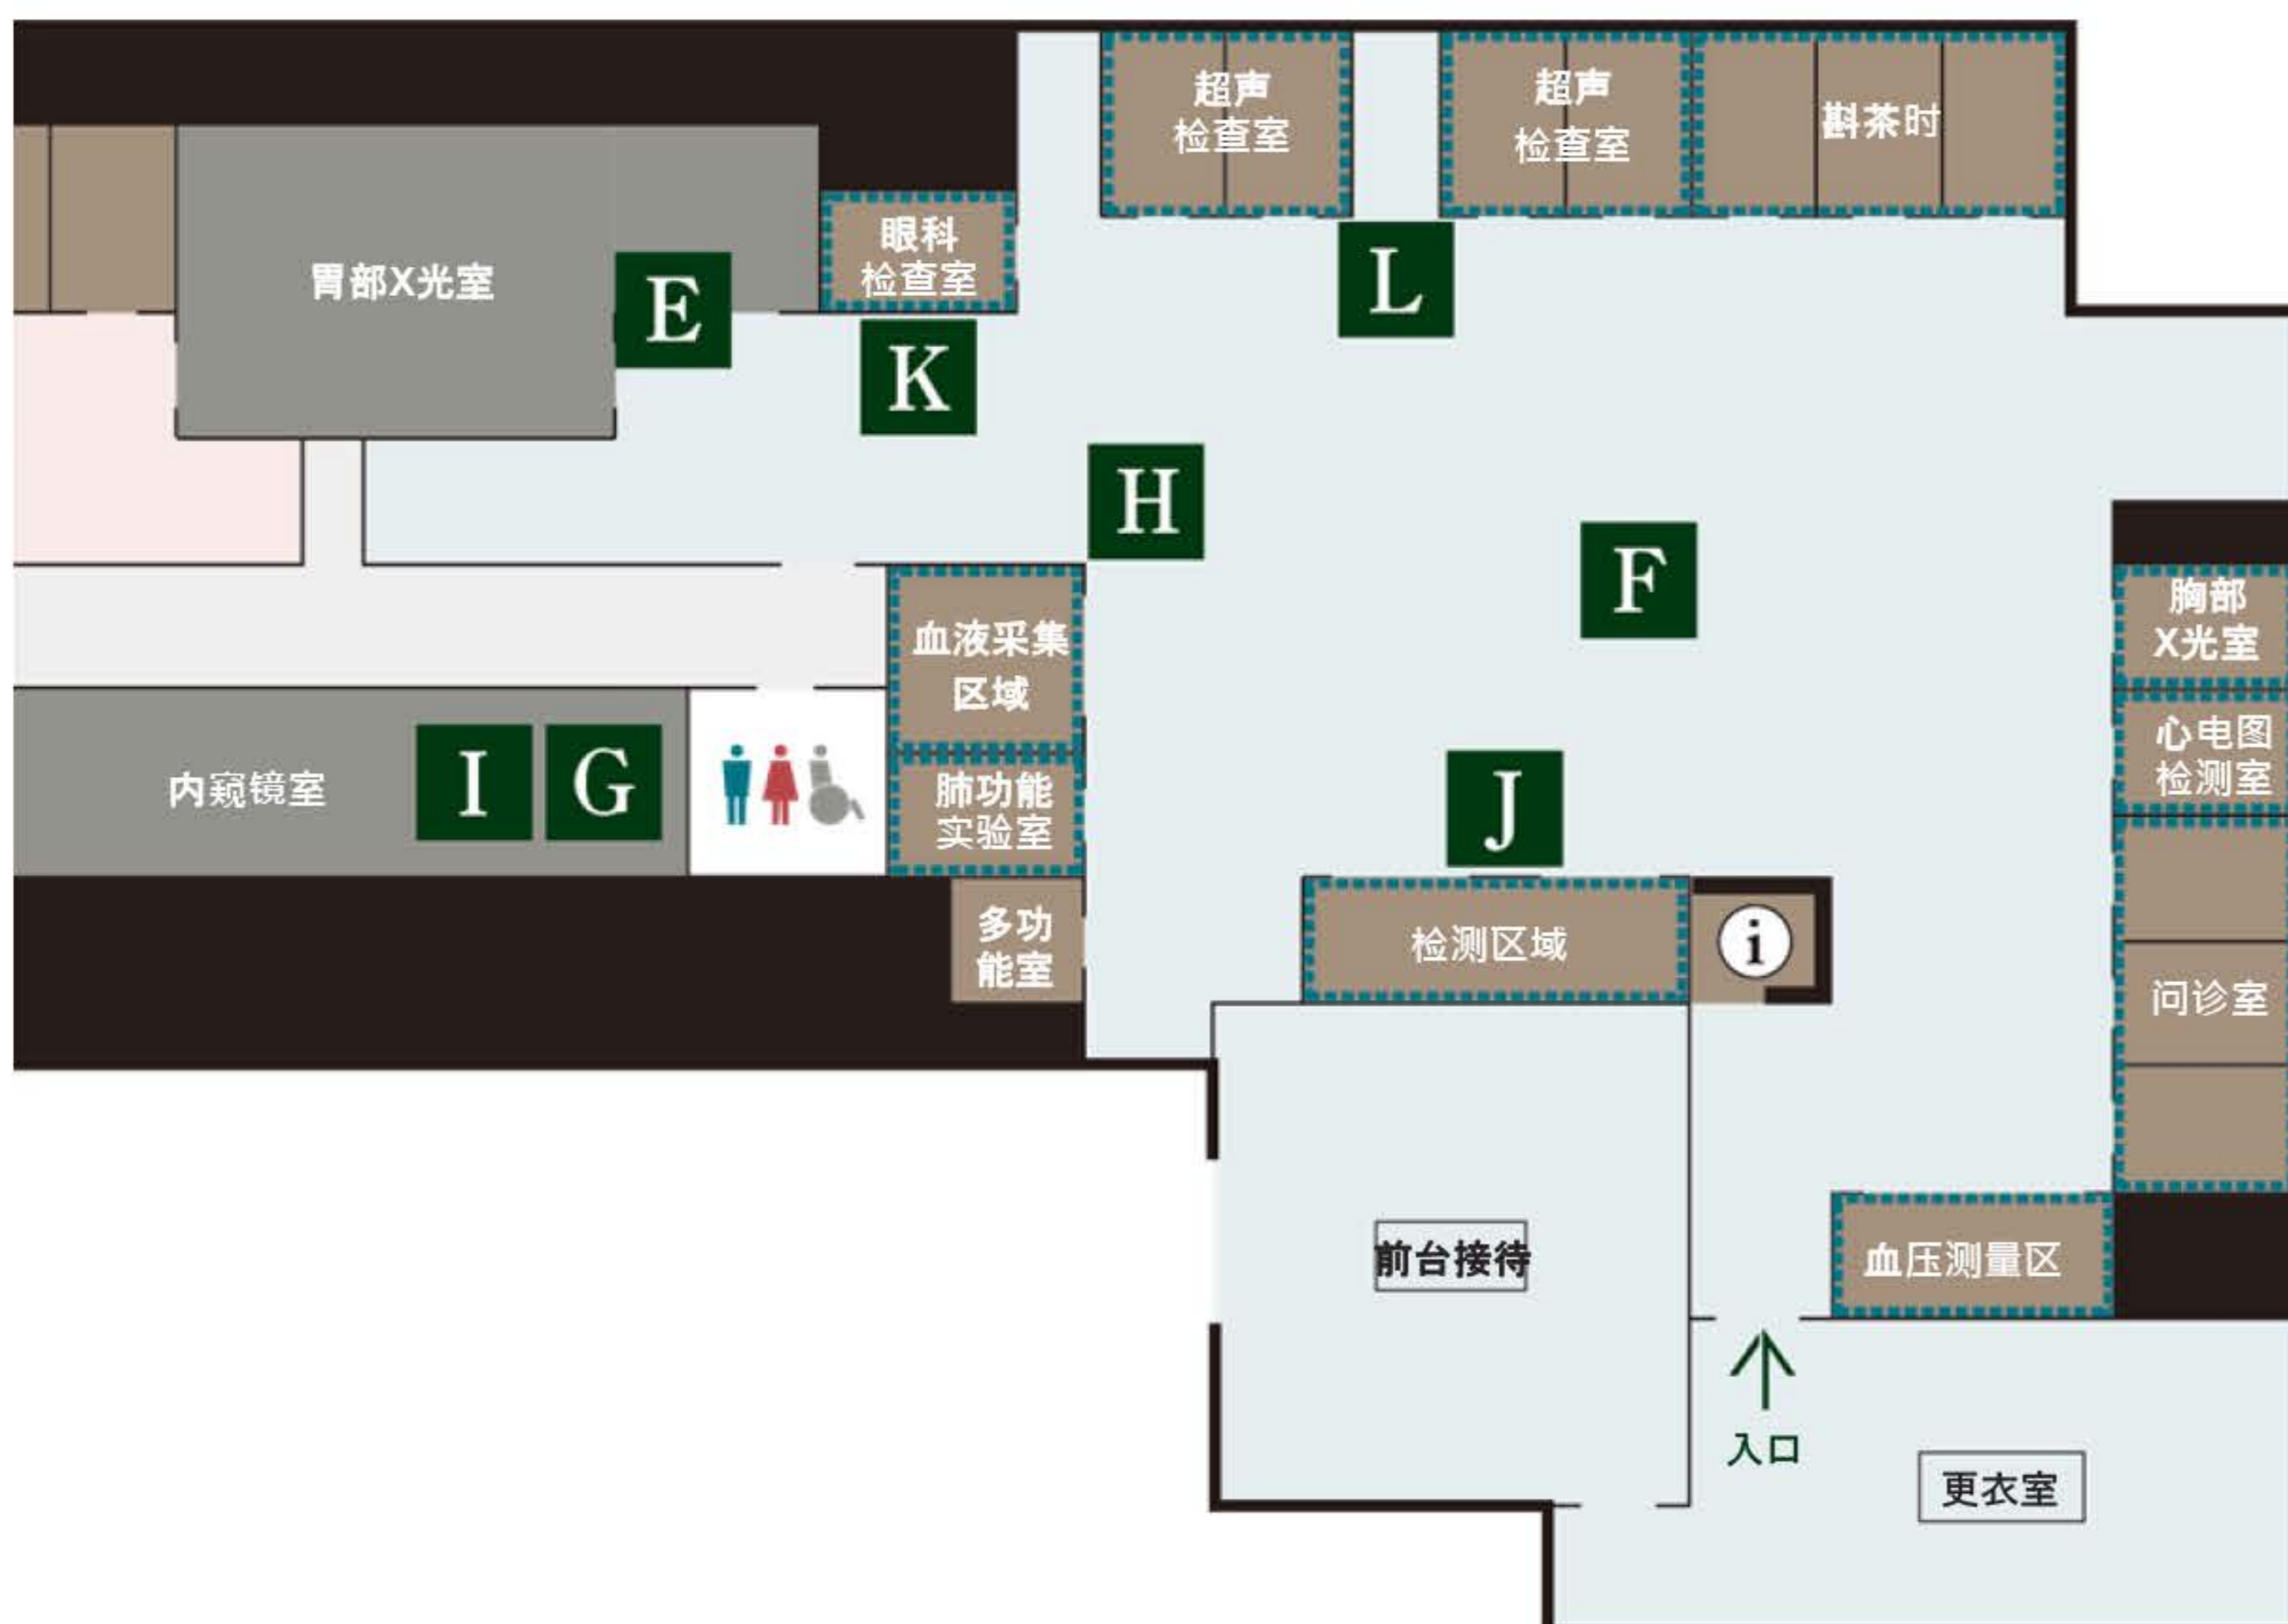 超声
检查室
超声
检查室
斟茶时
眼科
检查室
胃部X光室
E
K
L
H
F
血液采集
区域
胸部
X光室
心电图
检测室
内窥镜室
I
G
肺功能
实验室
J
多功
能室
检测区域
i
问诊室
前台接待
血压测量区
入口
更衣室